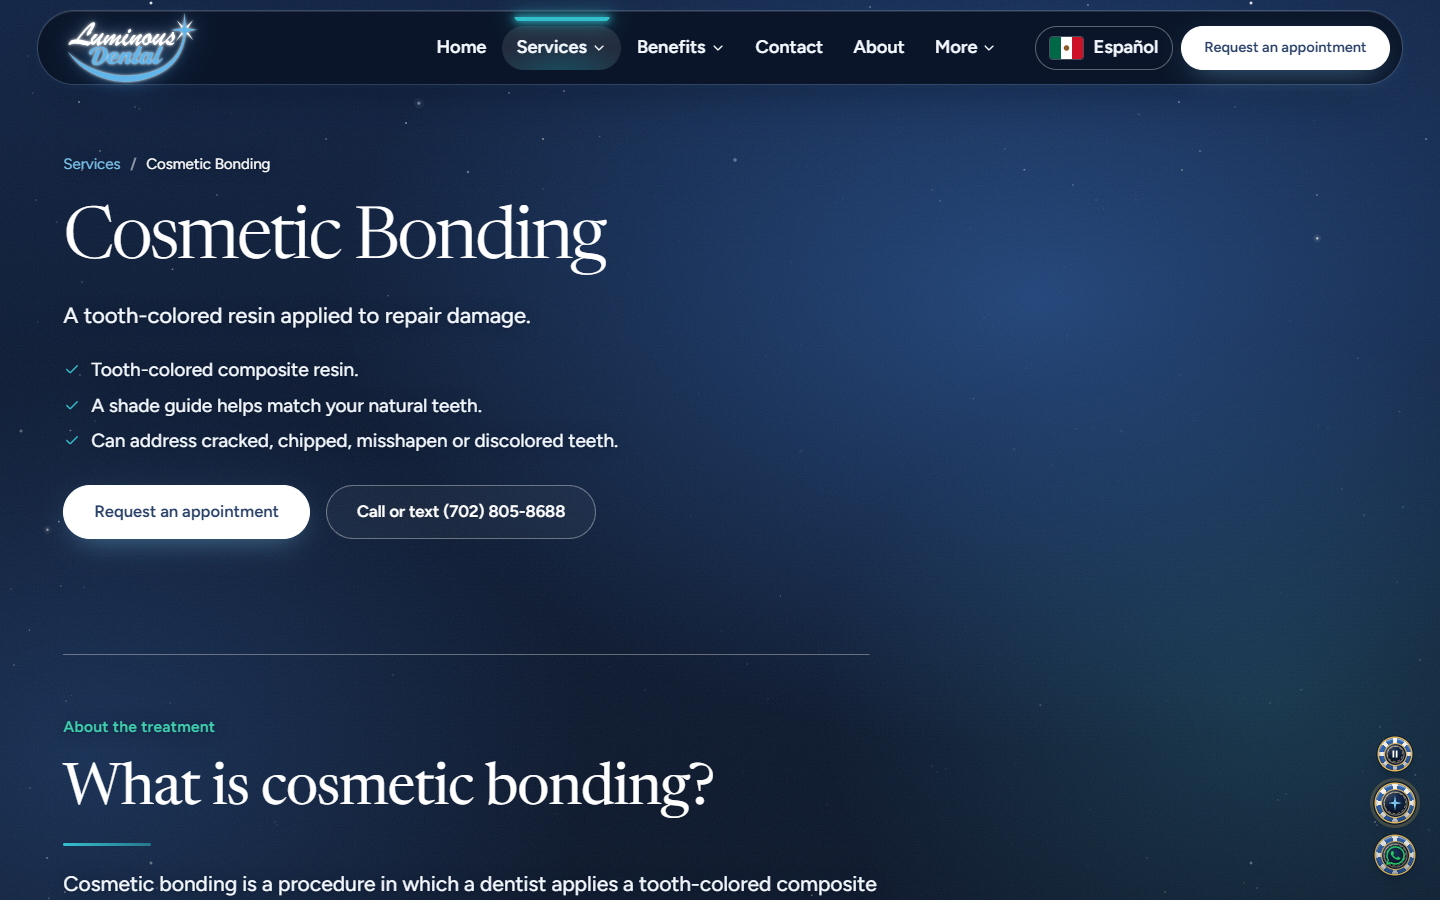 Luminous
Dental
Home
Services
Benefits
Contact
About
More
Español
Request an appointment
Services / Cosmetic Bonding
Cosmetic Bonding
A tooth-colored resin applied to repair damage.
Tooth-colored composite resin.
A shade guide helps match your natural teeth.
Can address cracked, chipped, misshapen or discolored teeth.
Request an appointment
Call or text (702) 805-8688
About the treatment
What is cosmetic bonding?
Cosmetic bonding is a procedure in which a dentist applies a tooth-colored composite